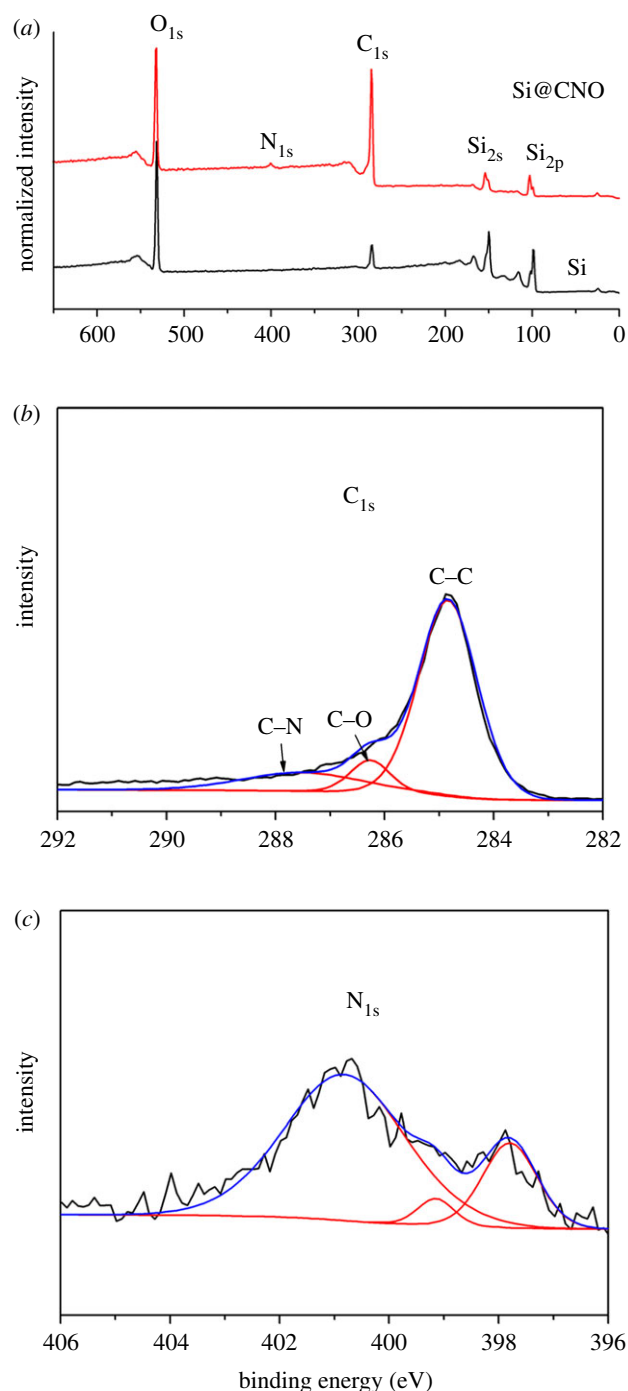 (a)
O1s
C1s
Si@CNO
N1s
Si2s
Si2p
Si
normalized intensity
600 500 400 300 200 100 0
(b)
C1s
C–C
C–N
C–O
intensity
292 290 288 286 284 282
(c)
N1s
intensity
406 404 402 400 398 396
binding energy (eV)